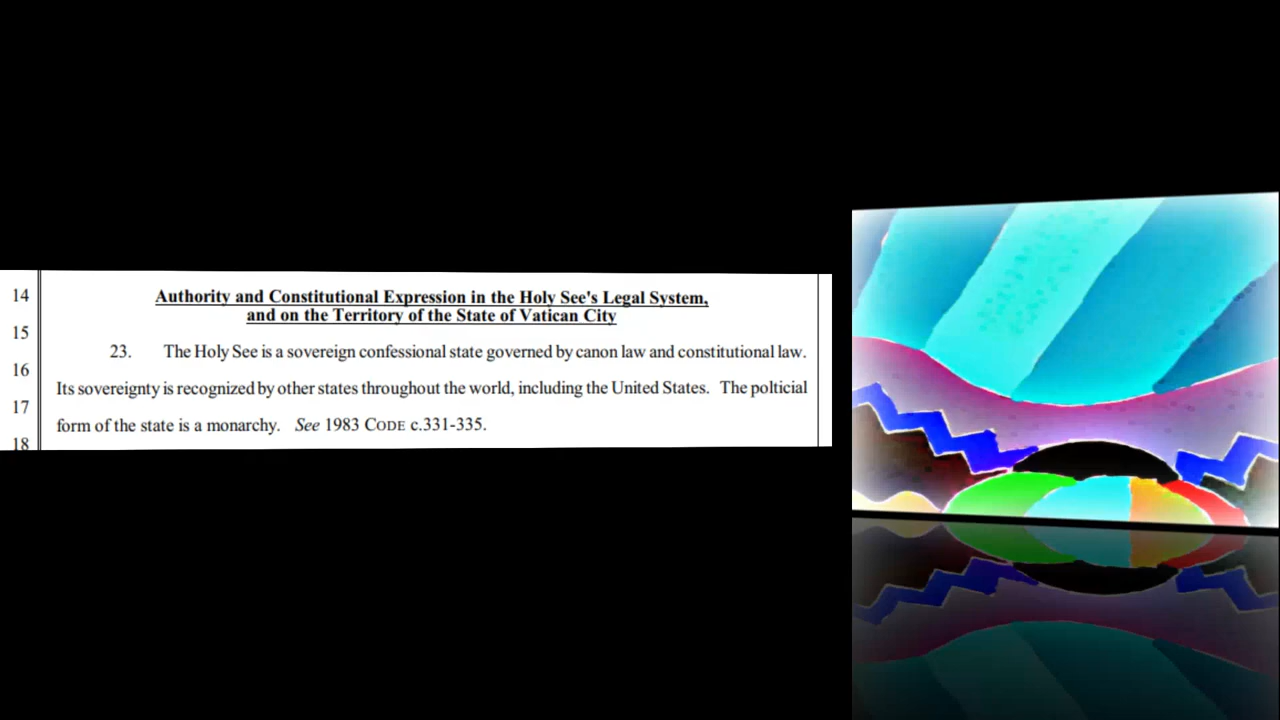 14 Authority and Constitutional Expression in the Holy See's Legal System,
and on the Territory of the State of Vatican City
15
23. The Holy See is a sovereign confessional state governed by canon law and constitutional law.
16
Its sovereignty is recognized by other states throughout the world, including the United States. The polticial
17
form of the state is a monarchy. See 1983 CODE c.331-335.
18